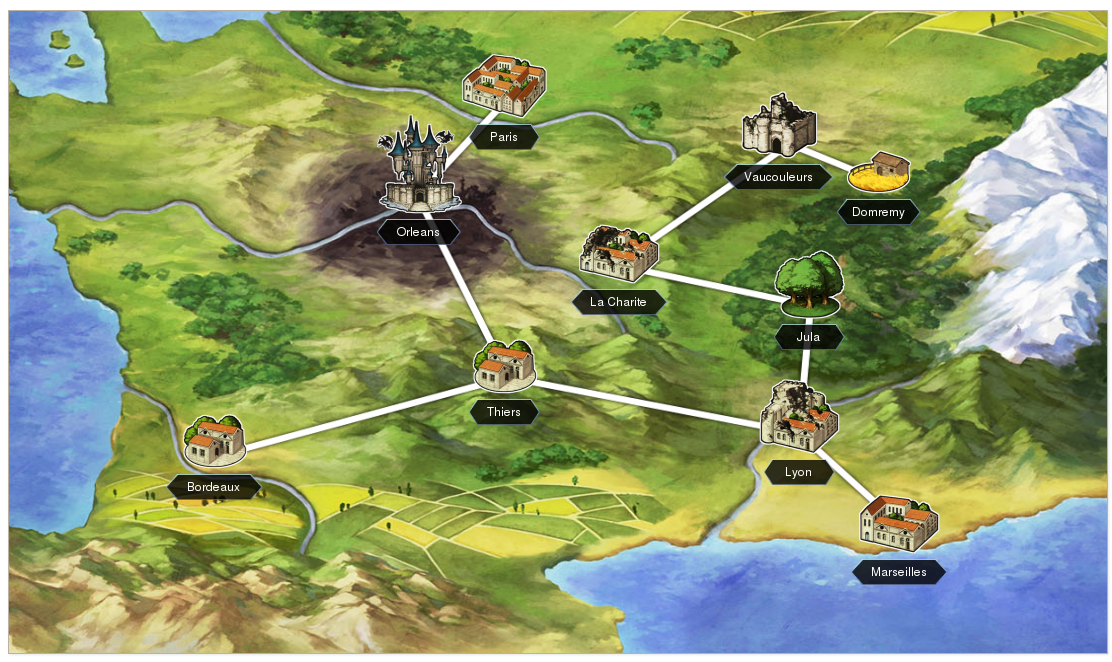 Paris
Vaucouleurs
Domremy
Orleans
La Charite
Jula
Thiers
Lyon
Bordeaux
Marseilles